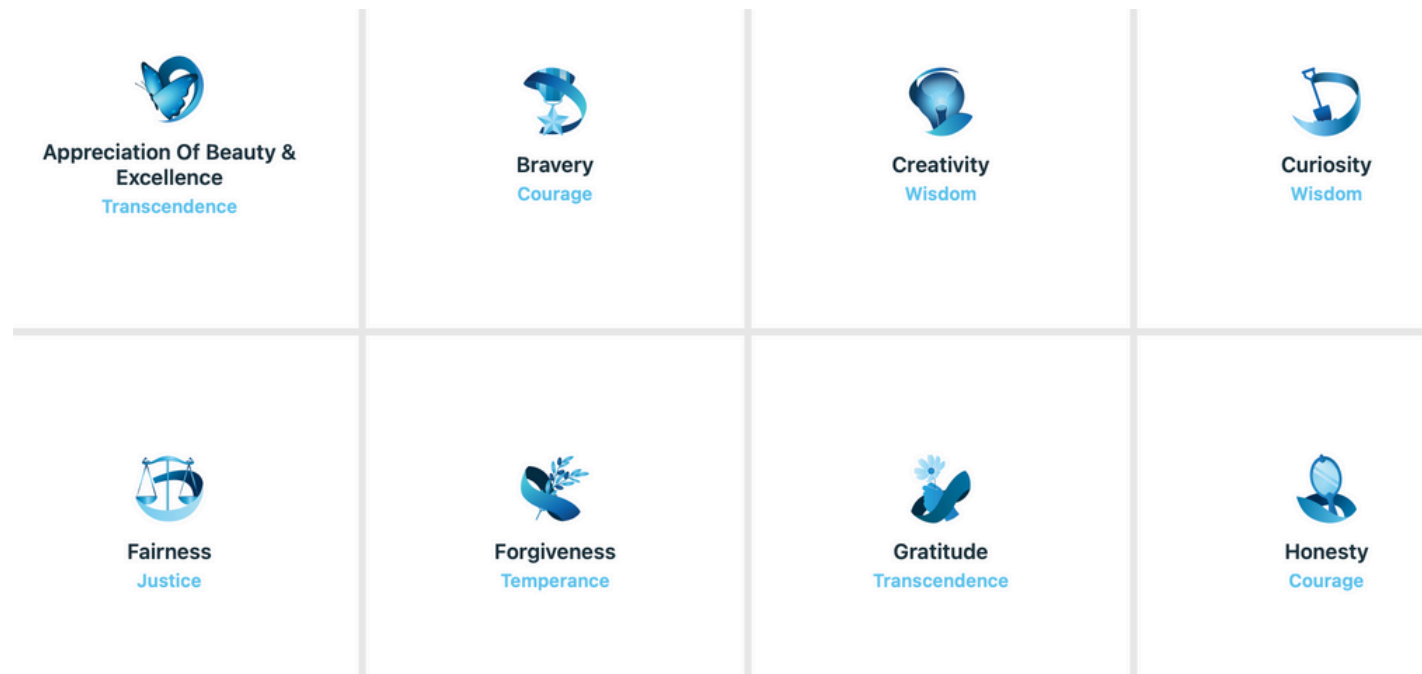 Appreciation Of Beauty &
Excellence
Transcendence
Bravery
Courage
Creativity
Wisdom
Curiosity
Wisdom
Fairness
Justice
Forgiveness
Temperance
Gratitude
Transcendence
Honesty
Courage